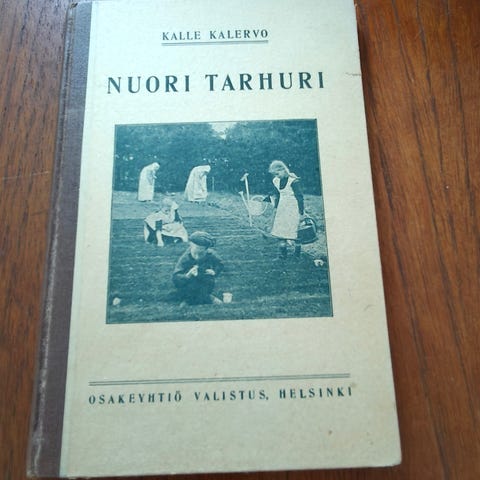 KALLE KALERVO
NUORI TARHURI
OSAKEYHTIÖ VALISTUS, HELSINKI